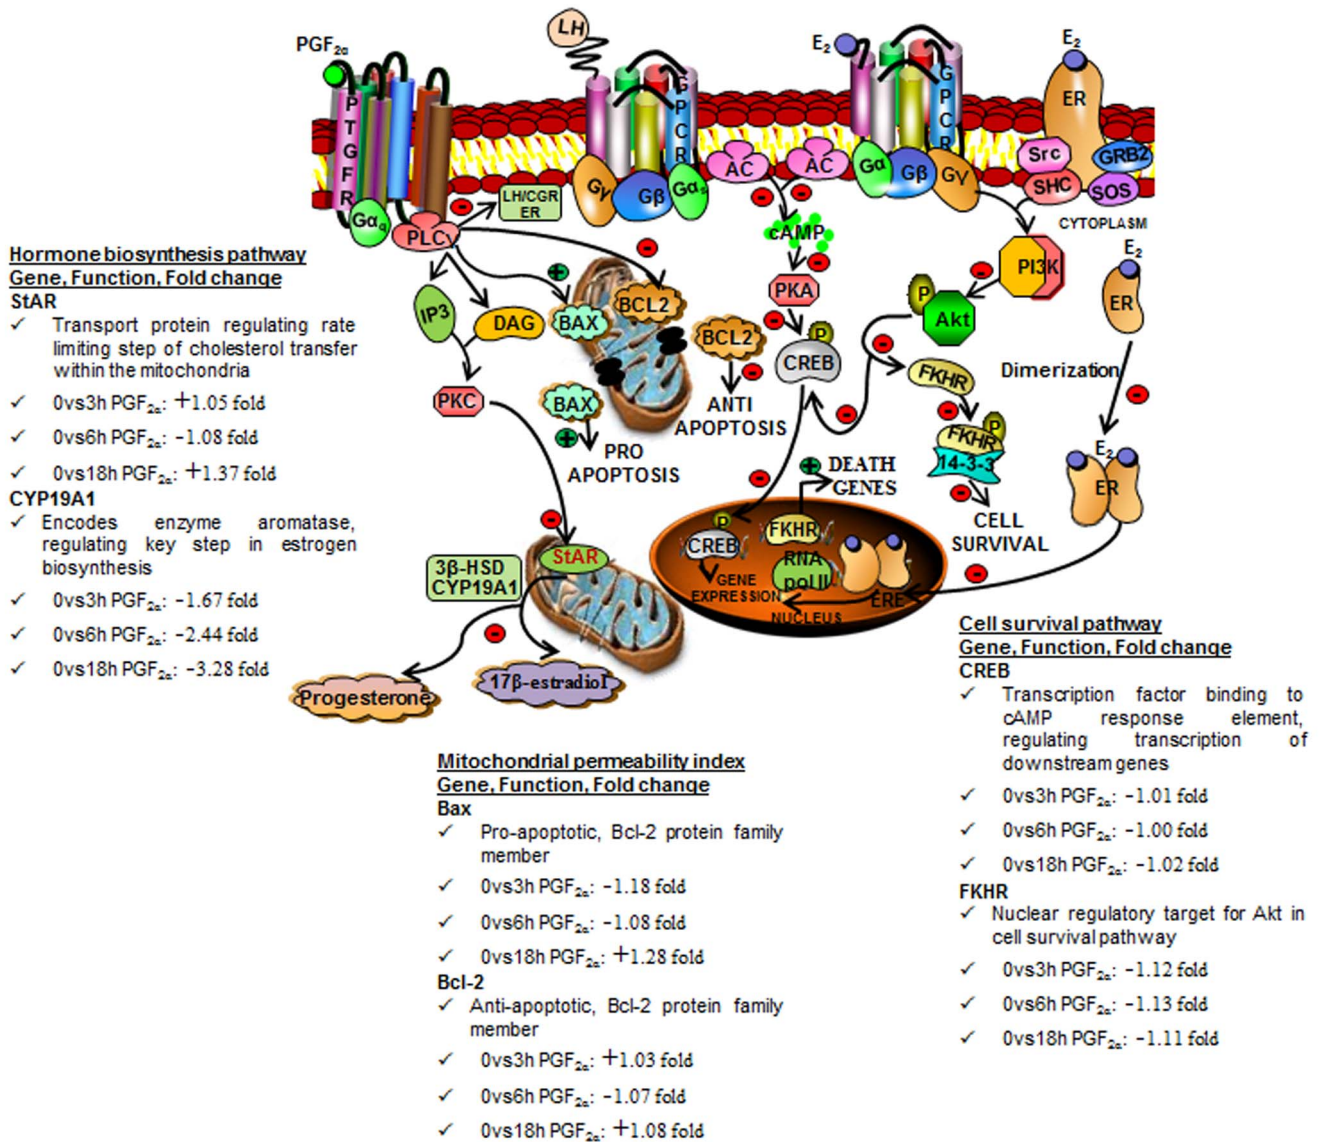 PGF2α
LH
E2
E2
PTGFR
GPCR
GPCR
ER
Gαq
PLCγ
LH/CGR
ER
Gγ
Gβ
Gαs
AC
AC
Gα
Gβ
Gγ
Src
GRB2
SHC
SOS
CYTOPLASM
cAMP
PI3K
E2
ER
PKA
P
Akt
P
CREB
FKHR
Dimerization
IP3
DAG
BAX
BCL2
BCL2
PKC
BAX
ANTI
APOPTOSIS
PRO
APOPTOSIS
P
FKHR
14-3-3
E2
ER
DEATH
GENES
CELL
SURVIVAL
P
CREB
FKHR
RNA
pol II
GENE
EXPRESSION
ERE
NUCLEUS
StAR
3β-HSD
CYP19A1
Progesterone
17β-estradiol
Hormone biosynthesis pathway
Gene, Function, Fold change
StAR
✓ Transport protein regulating rate
limiting step of cholesterol transfer
within the mitochondria
✓ 0vs3h PGF2α: +1.05 fold
✓ 0vs6h PGF2α: -1.08 fold
✓ 0vs18h PGF2α: +1.37 fold
CYP19A1
✓ Encodes enzyme aromatase,
regulating key step in estrogen
biosynthesis
✓ 0vs3h PGF2α: -1.67 fold
✓ 0vs6h PGF2α: -2.44 fold
✓ 0vs18h PGF2α: -3.28 fold
Mitochondrial permeability index
Gene, Function, Fold change
Bax
✓ Pro-apoptotic, Bcl-2 protein family
member
✓ 0vs3h PGF2α: -1.18 fold
✓ 0vs6h PGF2α: -1.08 fold
✓ 0vs18h PGF2α: +1.28 fold
Bcl-2
✓ Anti-apoptotic, Bcl-2 protein family
member
✓ 0vs3h PGF2α: +1.03 fold
✓ 0vs6h PGF2α: -1.07 fold
✓ 0vs18h PGF2α: +1.08 fold
Cell survival pathway
Gene, Function, Fold change
CREB
✓ Transcription factor binding to
cAMP response element,
regulating transcription of
downstream genes
✓ 0vs3h PGF2α: -1.01 fold
✓ 0vs6h PGF2α: -1.00 fold
✓ 0vs18h PGF2α: -1.02 fold
FKHR
✓ Nuclear regulatory target for Akt in
cell survival pathway
✓ 0vs3h PGF2α: -1.12 fold
✓ 0vs6h PGF2α: -1.13 fold
✓ 0vs18h PGF2α: -1.11 fold